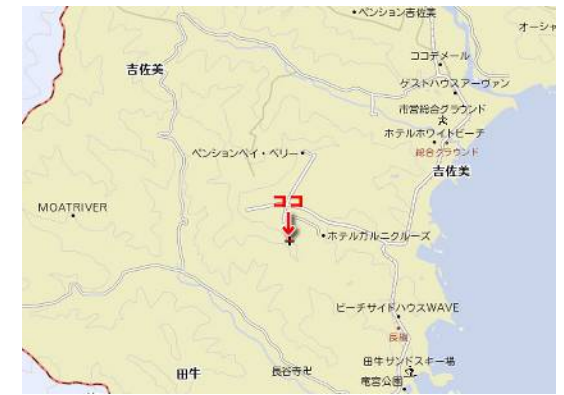 ペンション吉佐美
オーシャ
ココデメール
吉佐美
ゲストハウスアーヴァン
市営総合グラウンド
ホテルホワイトビーチ
ペンションベイ・ベリー
総合グラウンド
吉佐美
ココ
MOATRIVER
ホテルガルニクルーズ
ビーチサイドハウスWAVE
田牛サンドスキー場
田牛
長谷寺卍
竜宮公園